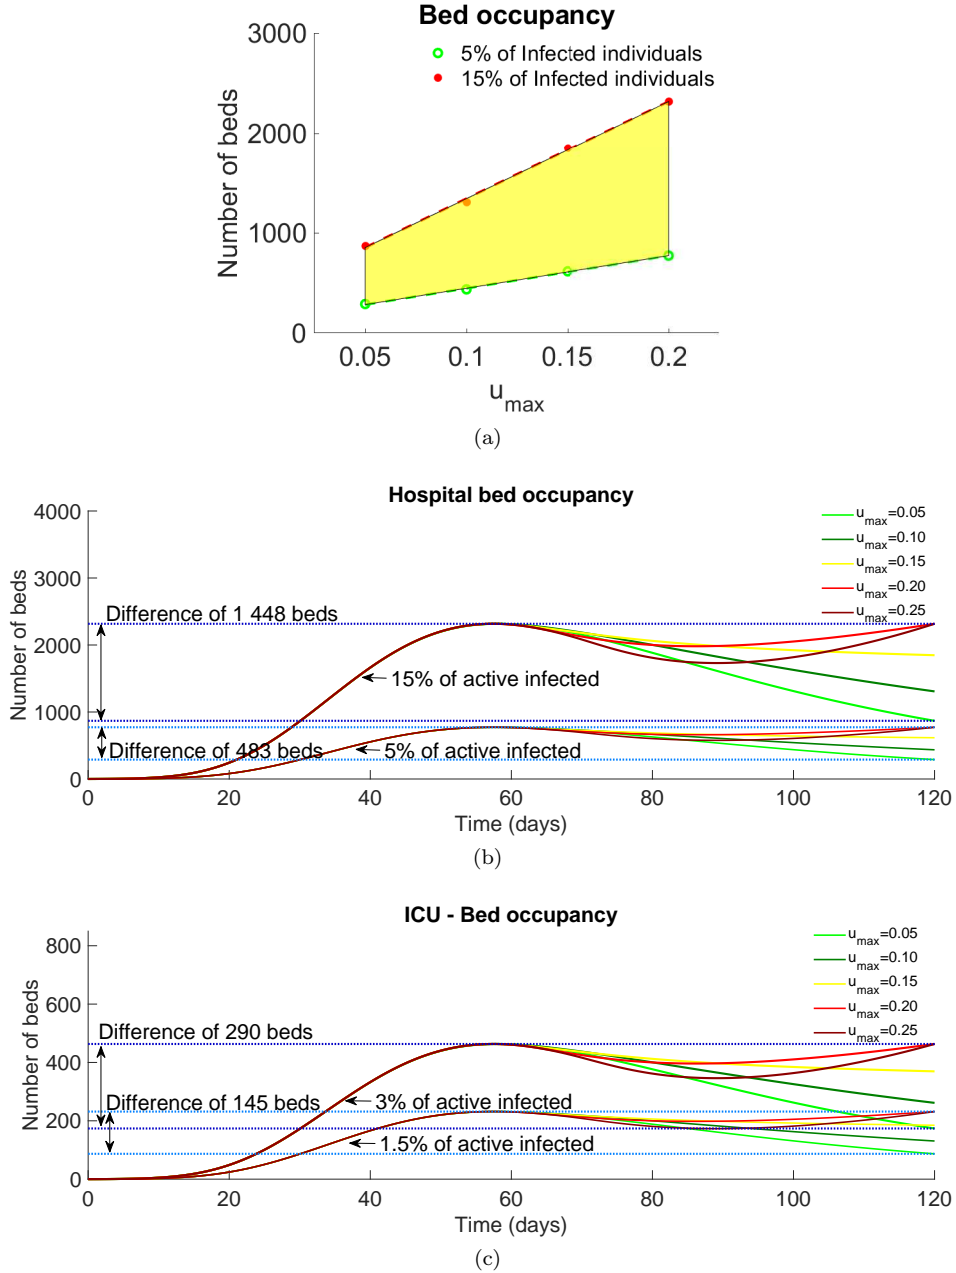 Bed occupancy
5% of Infected individuals
15% of Infected individuals
3000
2000
1000
0
Number of beds
0.05 0.1 0.15 0.2
u_max
(a)
Hospital bed occupancy
u_max=0.05
u_max=0.10
u_max=0.15
u_max=0.20
u_max=0.25
4000
3000
2000
1000
0
Number of beds
Difference of 1 448 beds
15% of active infected
Difference of 483 beds
5% of active infected
0 20 40 60 80 100 120
Time (days)
(b)
ICU - Bed occupancy
u_max=0.05
u_max=0.10
u_max=0.15
u_max=0.20
u_max=0.25
800
600
400
200
0
Number of beds
Difference of 290 beds
Difference of 145 beds
3% of active infected
1.5% of active infected
0 20 40 60 80 100 120
Time (days)
(c)